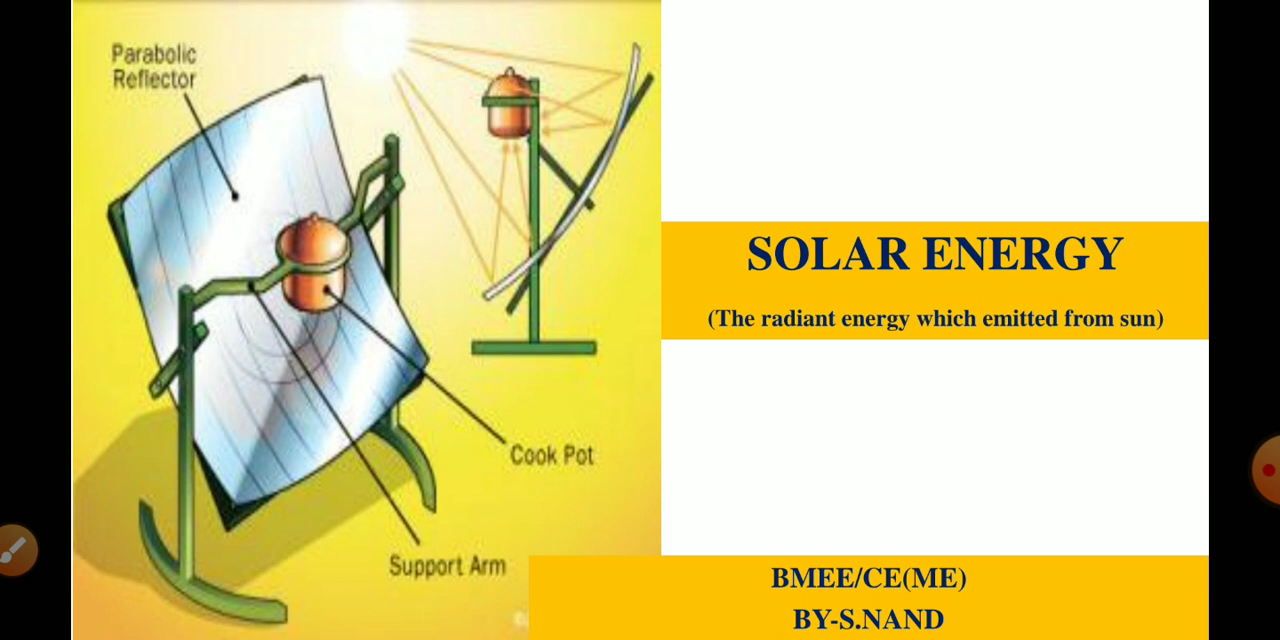 Parabolic
Reflector
Cook Pot
Support Arm
SOLAR ENERGY
(The radiant energy which emitted from sun)
BMEE/CE(ME)
BY-S.NAND